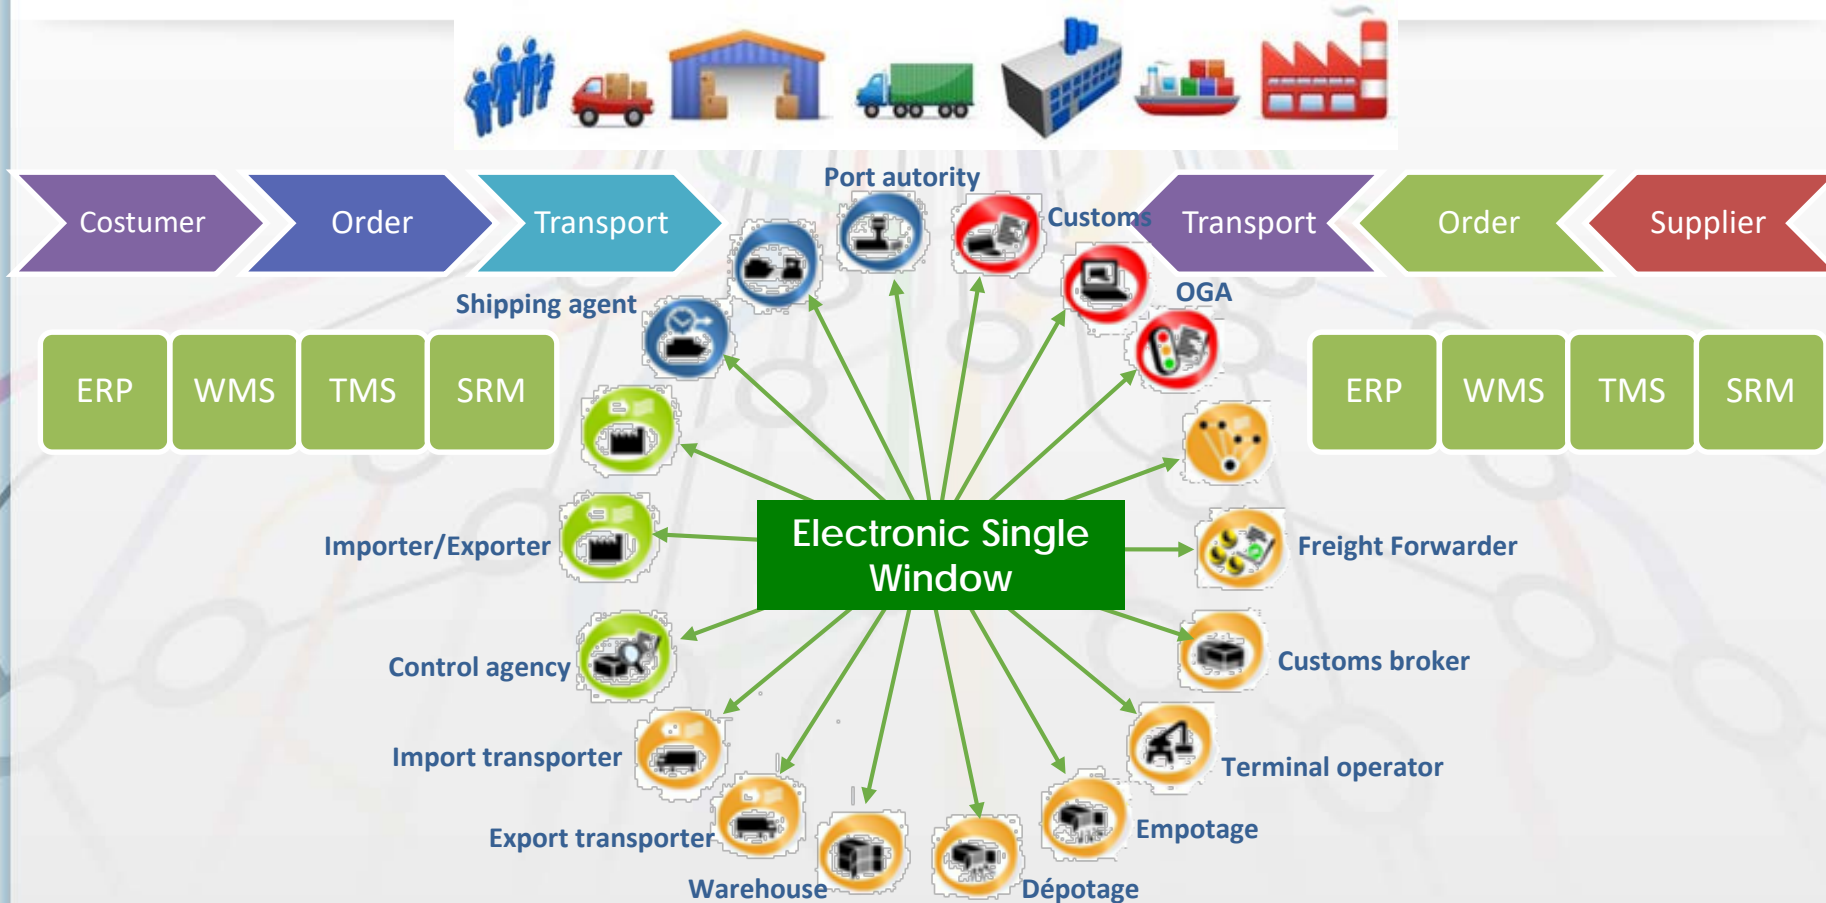 Port autority
Costumer
Order
Transport
Customs
Transport
Order
Supplier
Shipping agent
OGA
ERP
WMS
TMS
SRM
ERP
WMS
TMS
SRM
Electronic Single
Window
Importer/Exporter
Freight Forwarder
Control agency
Customs broker
Import transporter
Terminal operator
Export transporter
Empotage
Warehouse
Dépotage